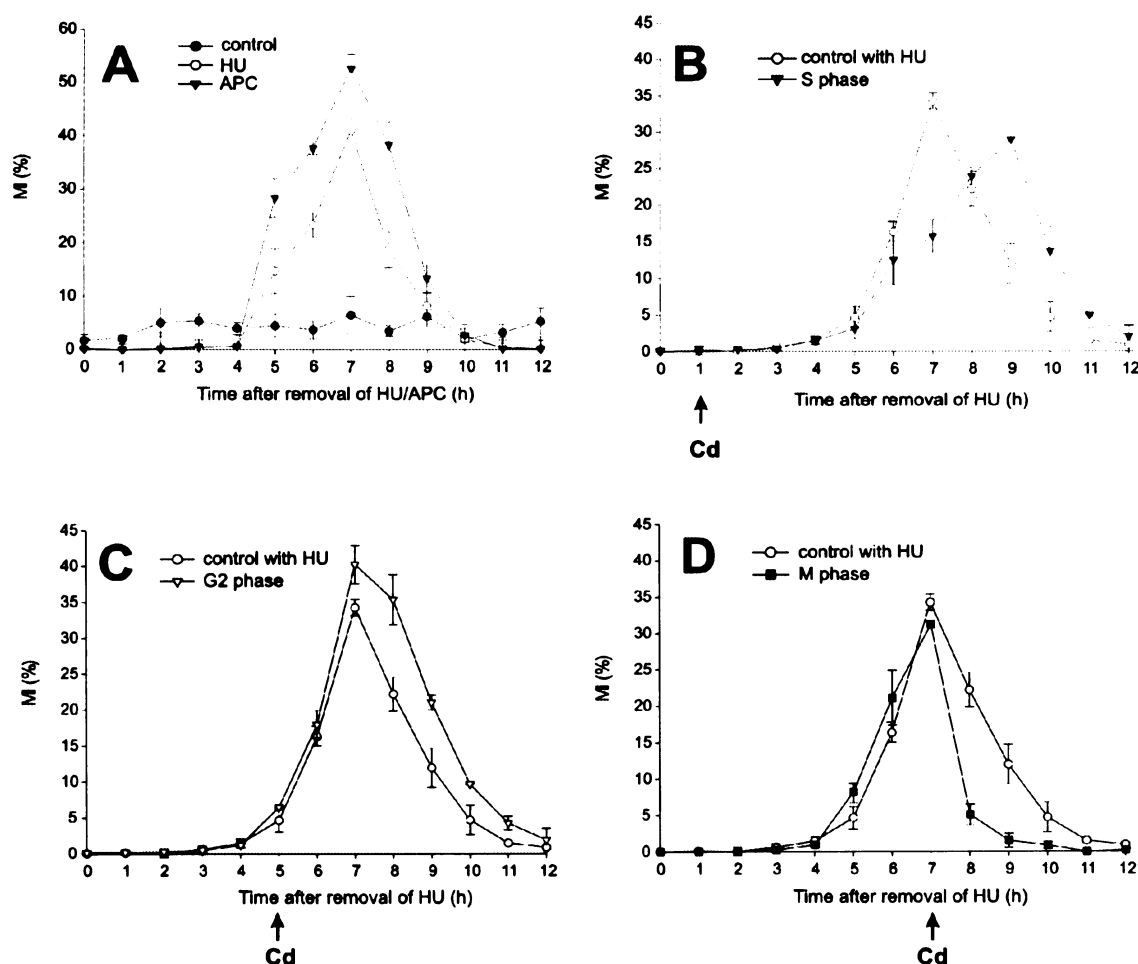 A
control
HU
APC
MI (%)
60
50
40
30
20
10
0
0 1 2 3 4 5 6 7 8 9 10 11 12
Time after removal of HU/APC (h)
B
control with HU
S phase
MI (%)
45
40
35
30
25
20
15
10
5
0
0 1 2 3 4 5 6 7 8 9 10 11 12
Time after removal of HU (h)
Cd
C
control with HU
G2 phase
MI (%)
45
40
35
30
25
20
15
10
5
0
0 1 2 3 4 5 6 7 8 9 10 11 12
Time after removal of HU (h)
Cd
D
control with HU
M phase
MI (%)
45
40
35
30
25
20
15
10
5
0
0 1 2 3 4 5 6 7 8 9 10 11 12
Time after removal of HU (h)
Cd